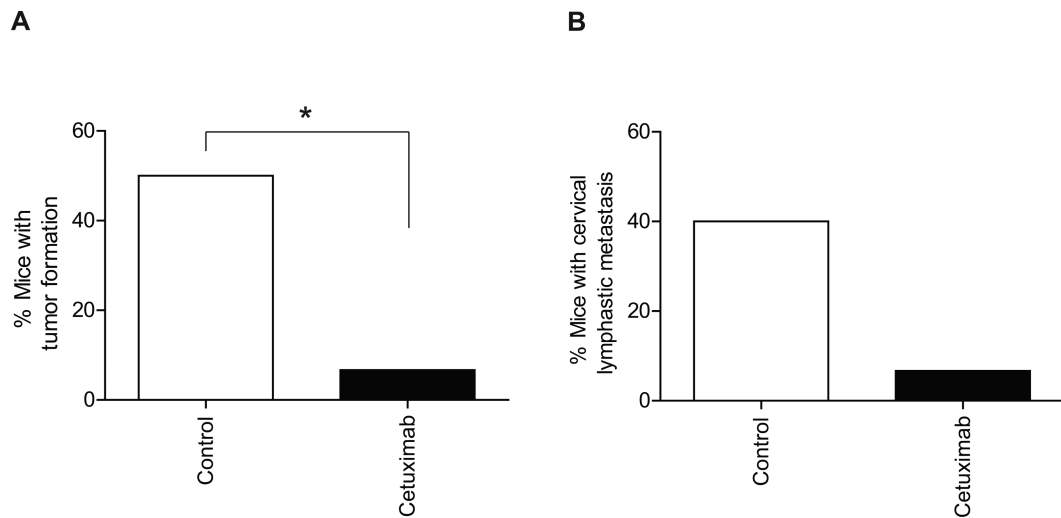 A
% Mice with
tumor formation
60
40
20
0
*
Control
Cetuximab
B
% Mice with cervical
lymphastic metastasis
60
40
20
0
Control
Cetuximab